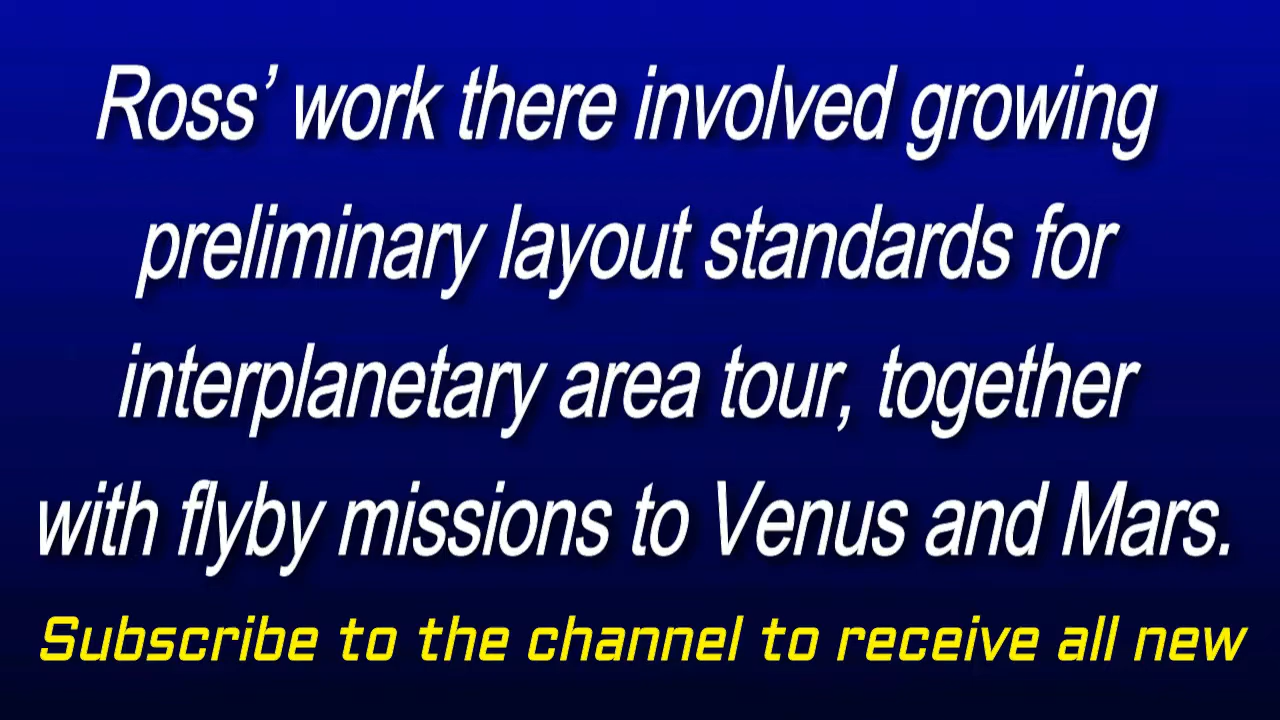 Ross’ work there involved growing
preliminary layout standards for
interplanetary area tour, together
with flyby missions to Venus and Mars.
Subscribe to the channel to receive all new